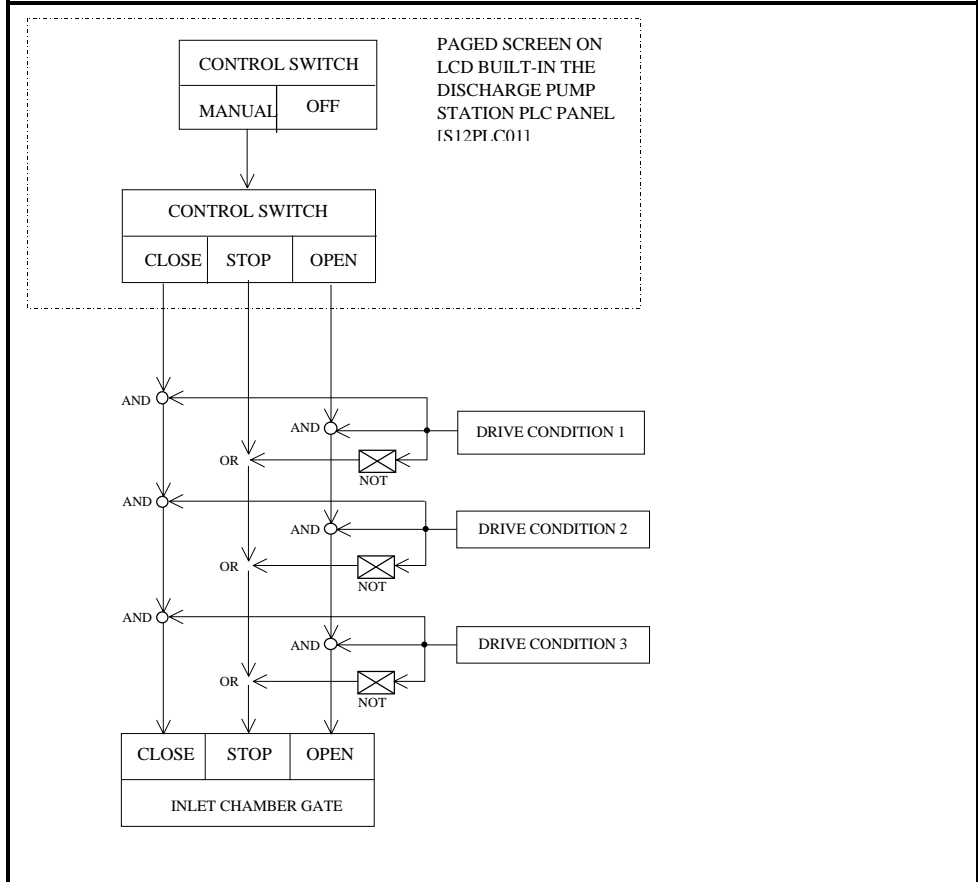 CONTROL SWITCH
MANUAL OFF
PAGED SCREEN ON
LCD BUILT-IN THE
DISCHARGE PUMP
STATION PLC PANEL
[S12PLC01]
CONTROL SWITCH
CLOSE STOP OPEN
AND
AND
DRIVE CONDITION 1
OR
NOT
AND
AND
DRIVE CONDITION 2
OR
NOT
AND
AND
DRIVE CONDITION 3
OR
NOT
CLOSE STOP OPEN
INLET CHAMBER GATE